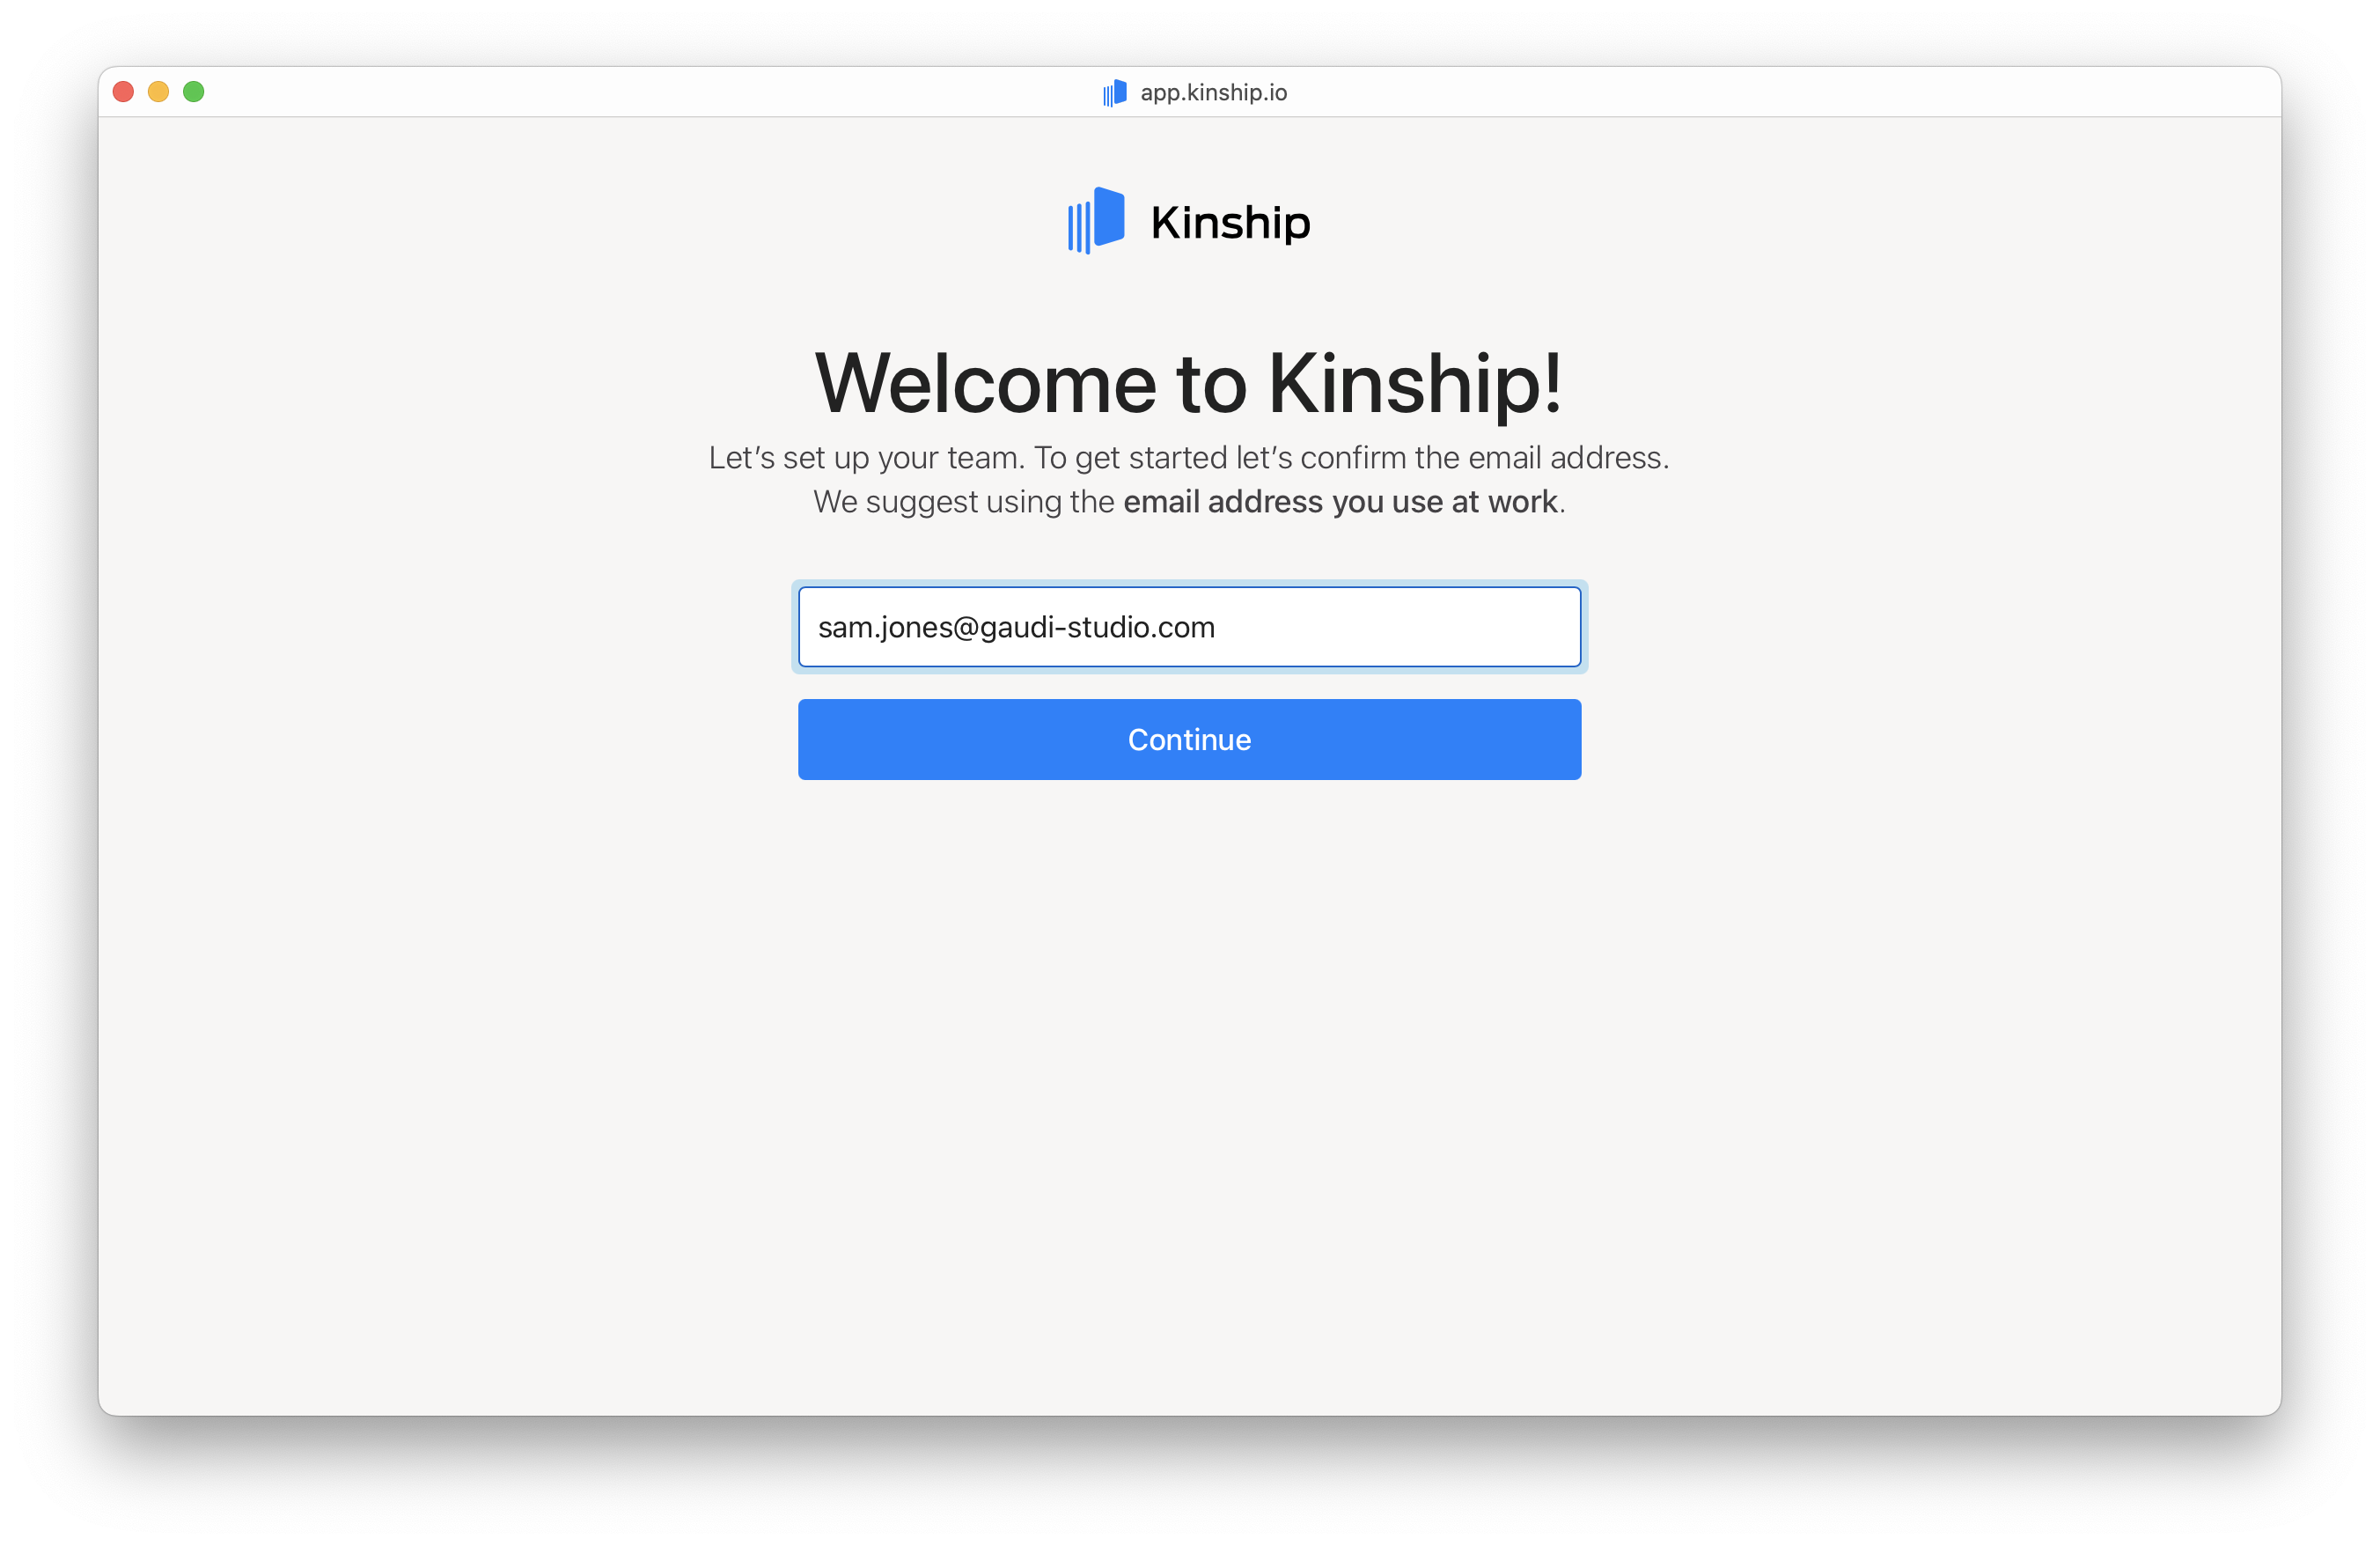 app.kinship.io
Kinship
Welcome to Kinship!
Let’s set up your team. To get started let’s confirm the email address.
We suggest using the email address you use at work.
sam.jones@gaudi-studio.com
Continue